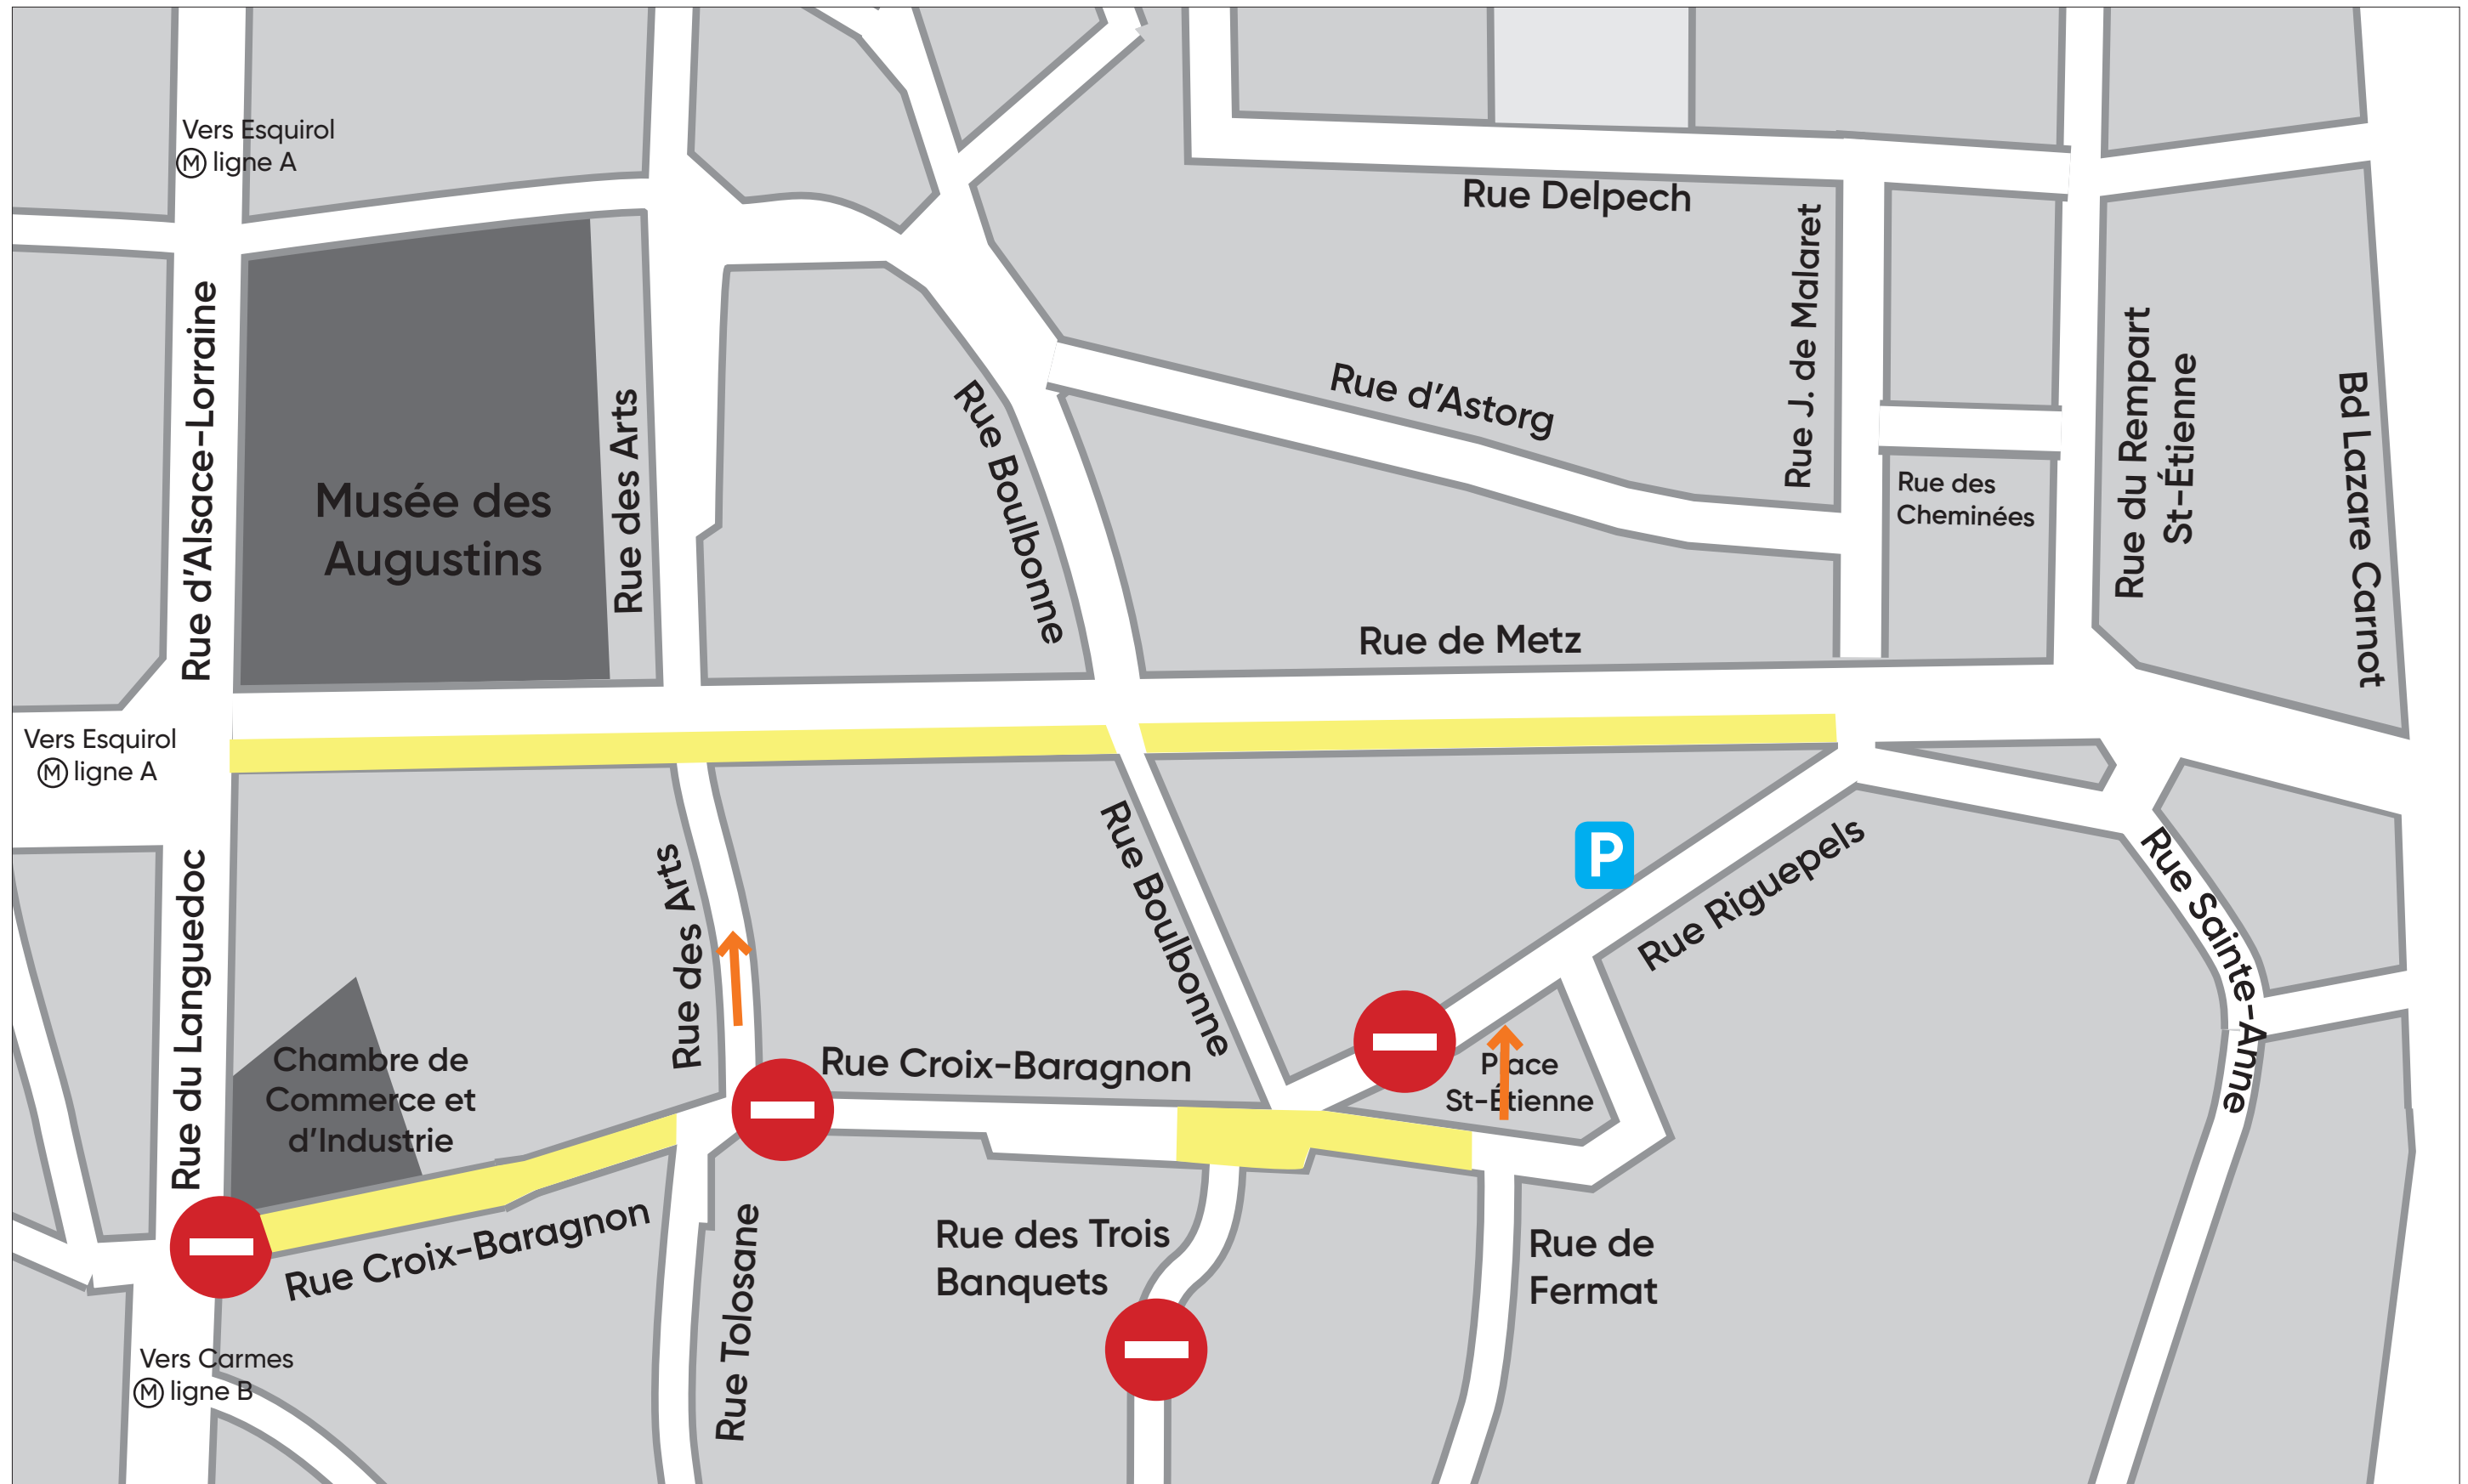 Vers Esquirol
M ligne A
Rue Delpech
Rue J. de Malaret
Rue d'Alsace-Lorraine
Musée des
Augustins
Rue des Arts
Rue Boulbonne
Rue d'Astorg
Rue des
Cheminées
Rue du Rempart
St-Étienne
Bd Lazare Carnot
Rue de Metz
Vers Esquirol
M ligne A
Rue du Languedoc
Rue des Arts
Rue Boulbonne
P
Rue Riguepels
Rue Sainte-Anne
Chambre de
Commerce et
d'Industrie
Rue Croix-Baragnon
Place
St-Étienne
Rue Croix-Baragnon
Rue Tolosane
Rue des Trois
Banquets
Rue de
Fermat
Vers Carmes
M ligne B